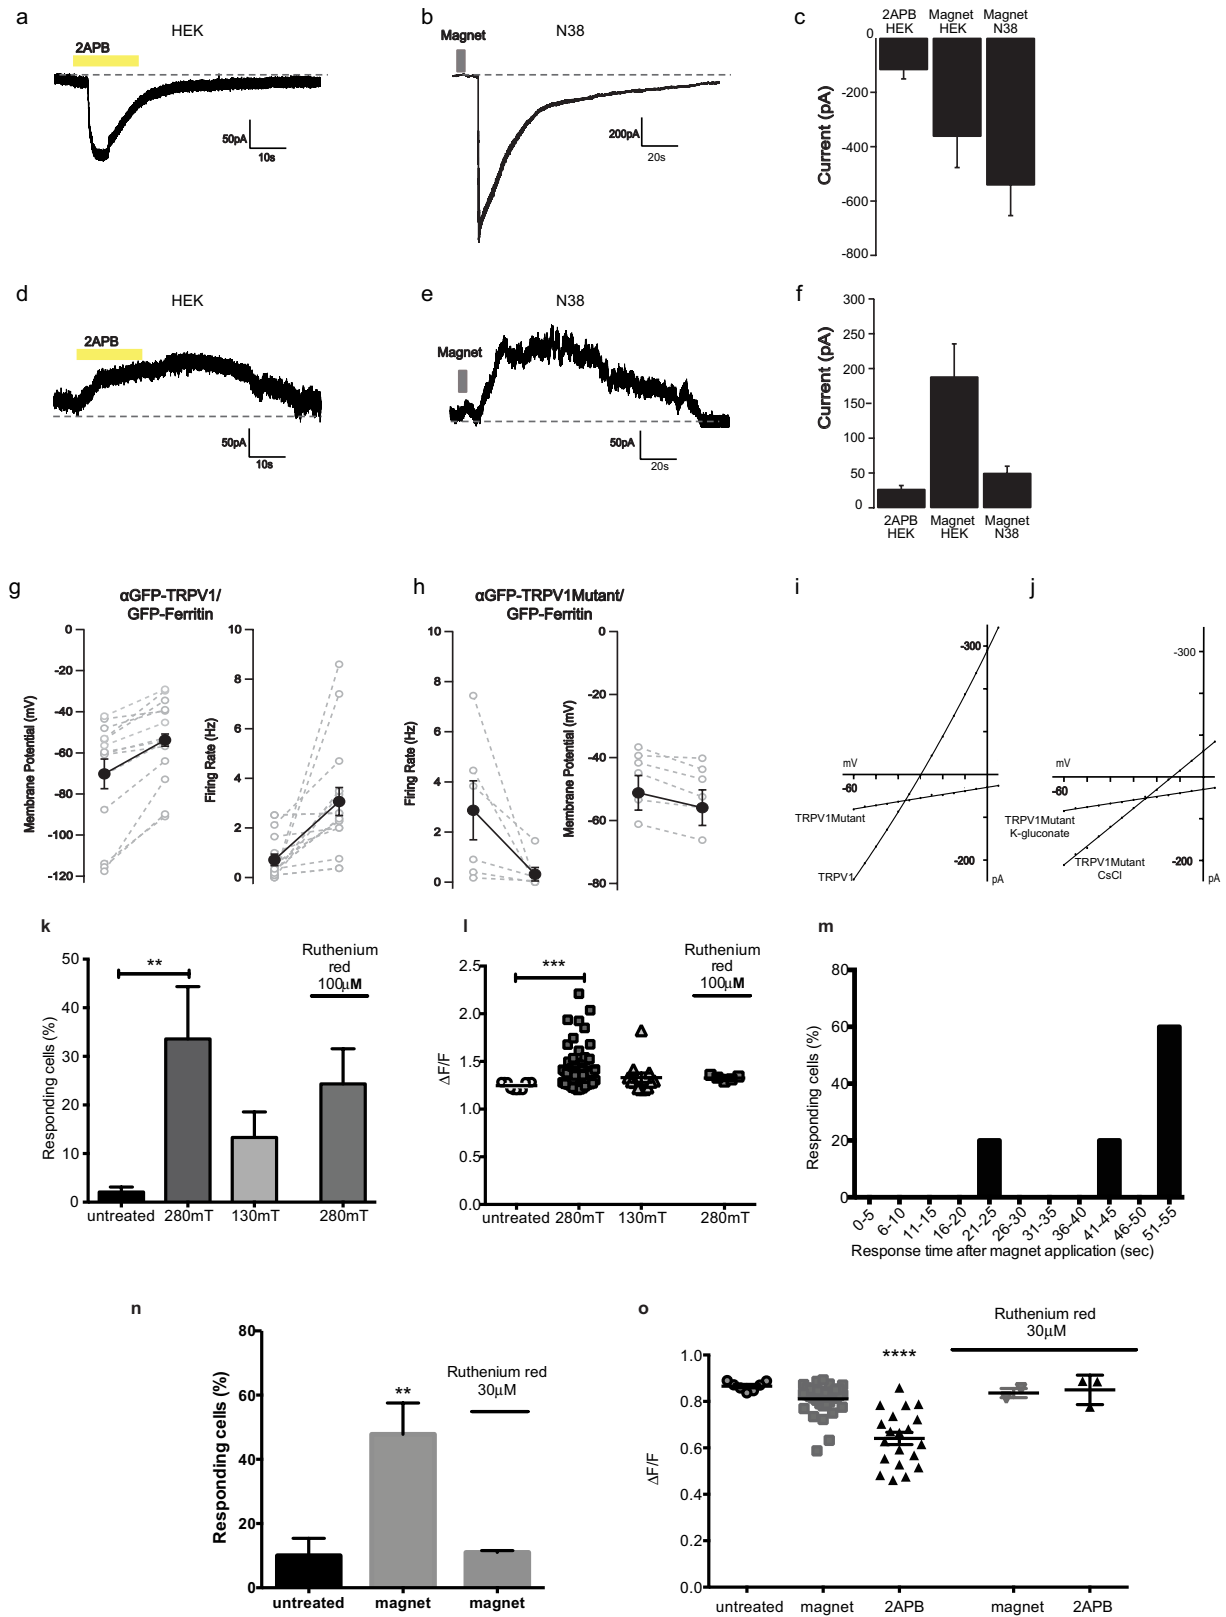 a
HEK
2APB
50pA
10s
b
N38
Magnet
200pA
20s
c
2APB Magnet Magnet
HEK HEK N38
0
-200
-400
-600
-800
Current (pA)
d
HEK
2APB
50pA
10s
e
N38
Magnet
50pA
20s
f
300
250
200
150
100
50
0
Current (pA)
2APB Magnet Magnet
HEK HEK N38
g
αGFP-TRPV1/
GFP-Ferritin
0
-20
-40
-60
-80
-100
-120
Membrane Potential (mV)
10
8
6
4
2
0
Firing Rate (Hz)
h
αGFP-TRPV1Mutant/
GFP-Ferritin
10
8
6
4
2
0
Firing Rate (Hz)
0
-20
-40
-60
-80
Membrane Potential (mV)
i
-300
mV
-60
TRPV1Mutant
TRPV1
-200
pA
j
-300
mV
-60
TRPV1Mutant
K-gluconate
TRPV1Mutant
CsCl
-200
pA
k
50
40
30
20
10
0
Responding cells (%)
**
Ruthenium
red
100μM
untreated 280mT 130mT 280mT
l
2.5
2.0
1.5
1.0
0.5
0.0
ΔF/F
***
Ruthenium
red
100μM
untreated 280mT 130mT 280mT
m
80
60
40
20
0
Responding cells (%)
0-5 6-10 11-15 16-20 21-25 26-30 31-35 36-40 41-45 46-50 51-55
Response time after magnet application (sec)
n
80
60
40
20
0
Responding cells (%)
**
Ruthenium red
30μM
untreated magnet magnet
o
1.0
0.8
0.6
0.4
0.2
0.0
ΔF/F
****
Ruthenium red
30μM
untreated magnet 2APB magnet 2APB